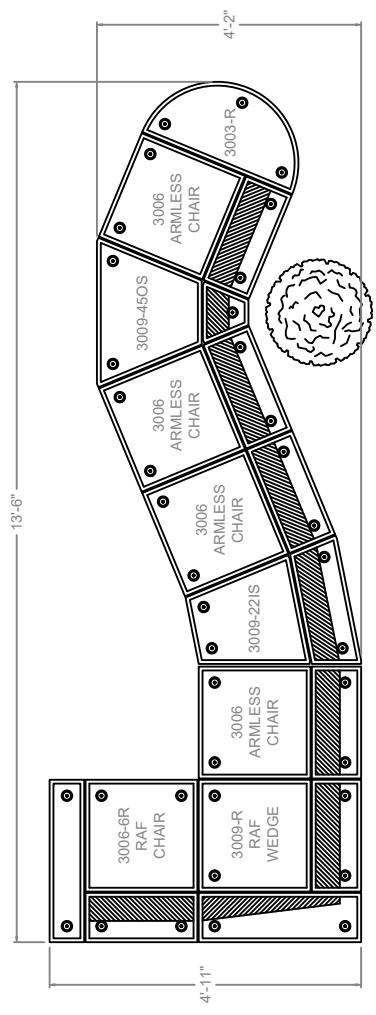 4'-2"
13'-6"
4'-11"
3006-6R
RAF
CHAIR
3009-R
RAF
WEDGE
3006
ARMLESS
CHAIR
3009-22IS
3006
ARMLESS
CHAIR
3006
ARMLESS
CHAIR
3009-45OS
3006
ARMLESS
CHAIR
3003-R